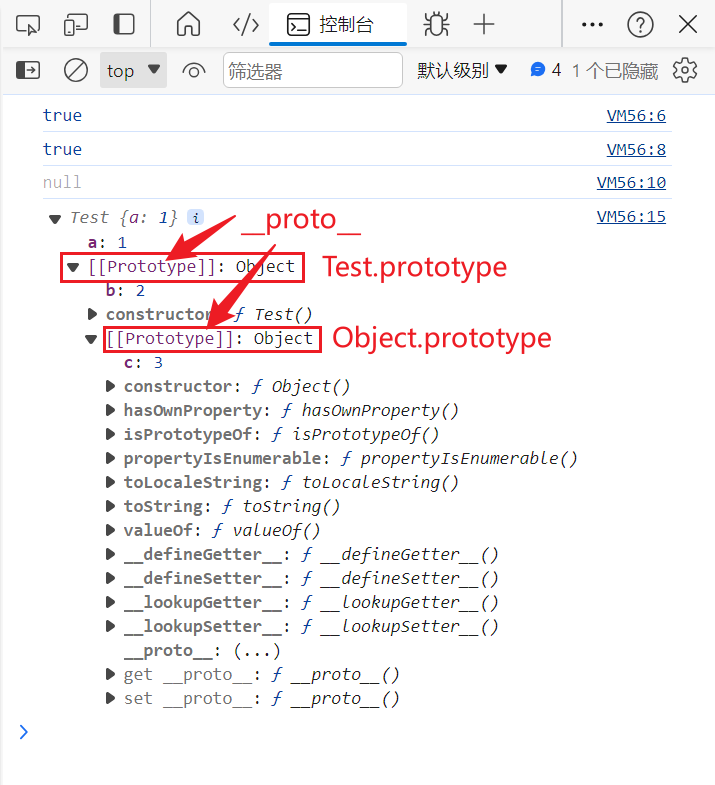 控制台
top
筛选器
默认级别
4
1 个已隐藏
true VM56:6
true VM56:8
null VM56:10
Test {a: 1} i VM56:15
__proto__
a: 1
[[Prototype]]: Object
Test.prototype
b: 2
constructor: ƒ Test()
[[Prototype]]: Object
Object.prototype
c: 3
constructor: ƒ Object()
hasOwnProperty: ƒ hasOwnProperty()
isPrototypeOf: ƒ isPrototypeOf()
propertyIsEnumerable: ƒ propertyIsEnumerable()
toLocaleString: ƒ toLocaleString()
toString: ƒ toString()
valueOf: ƒ valueOf()
__defineGetter__: ƒ __defineGetter__()
__defineSetter__: ƒ __defineSetter__()
__lookupGetter__: ƒ __lookupGetter__()
__lookupSetter__: ƒ __lookupSetter__()
__proto__: (...)
get __proto__: ƒ __proto__()
set __proto__: ƒ __proto__()